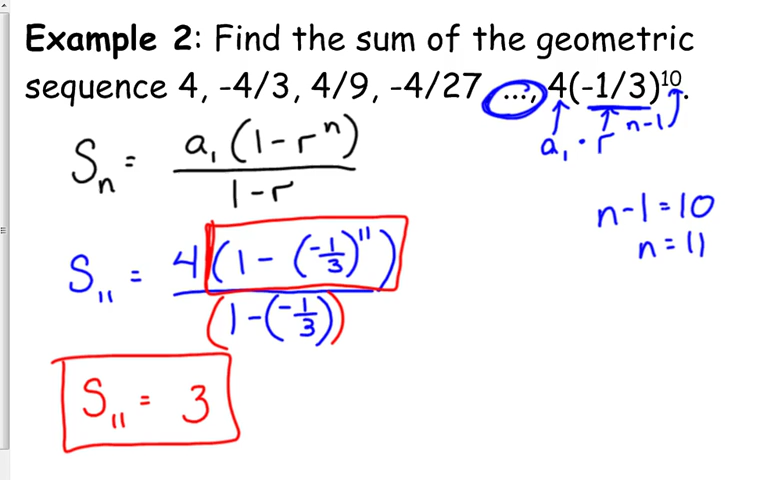 Example 2: Find the sum of the geometric
sequence 4, -4/3, 4/9, -4/27 ..., 4(-1/3)^10.
a₁ · r n-1
Sₙ = a₁(1-rⁿ) / 1-r
n-1=10
n=11
S₁₁ = 4(1-(-1/3)^11) / (1-(-1/3))
S₁₁ = 3